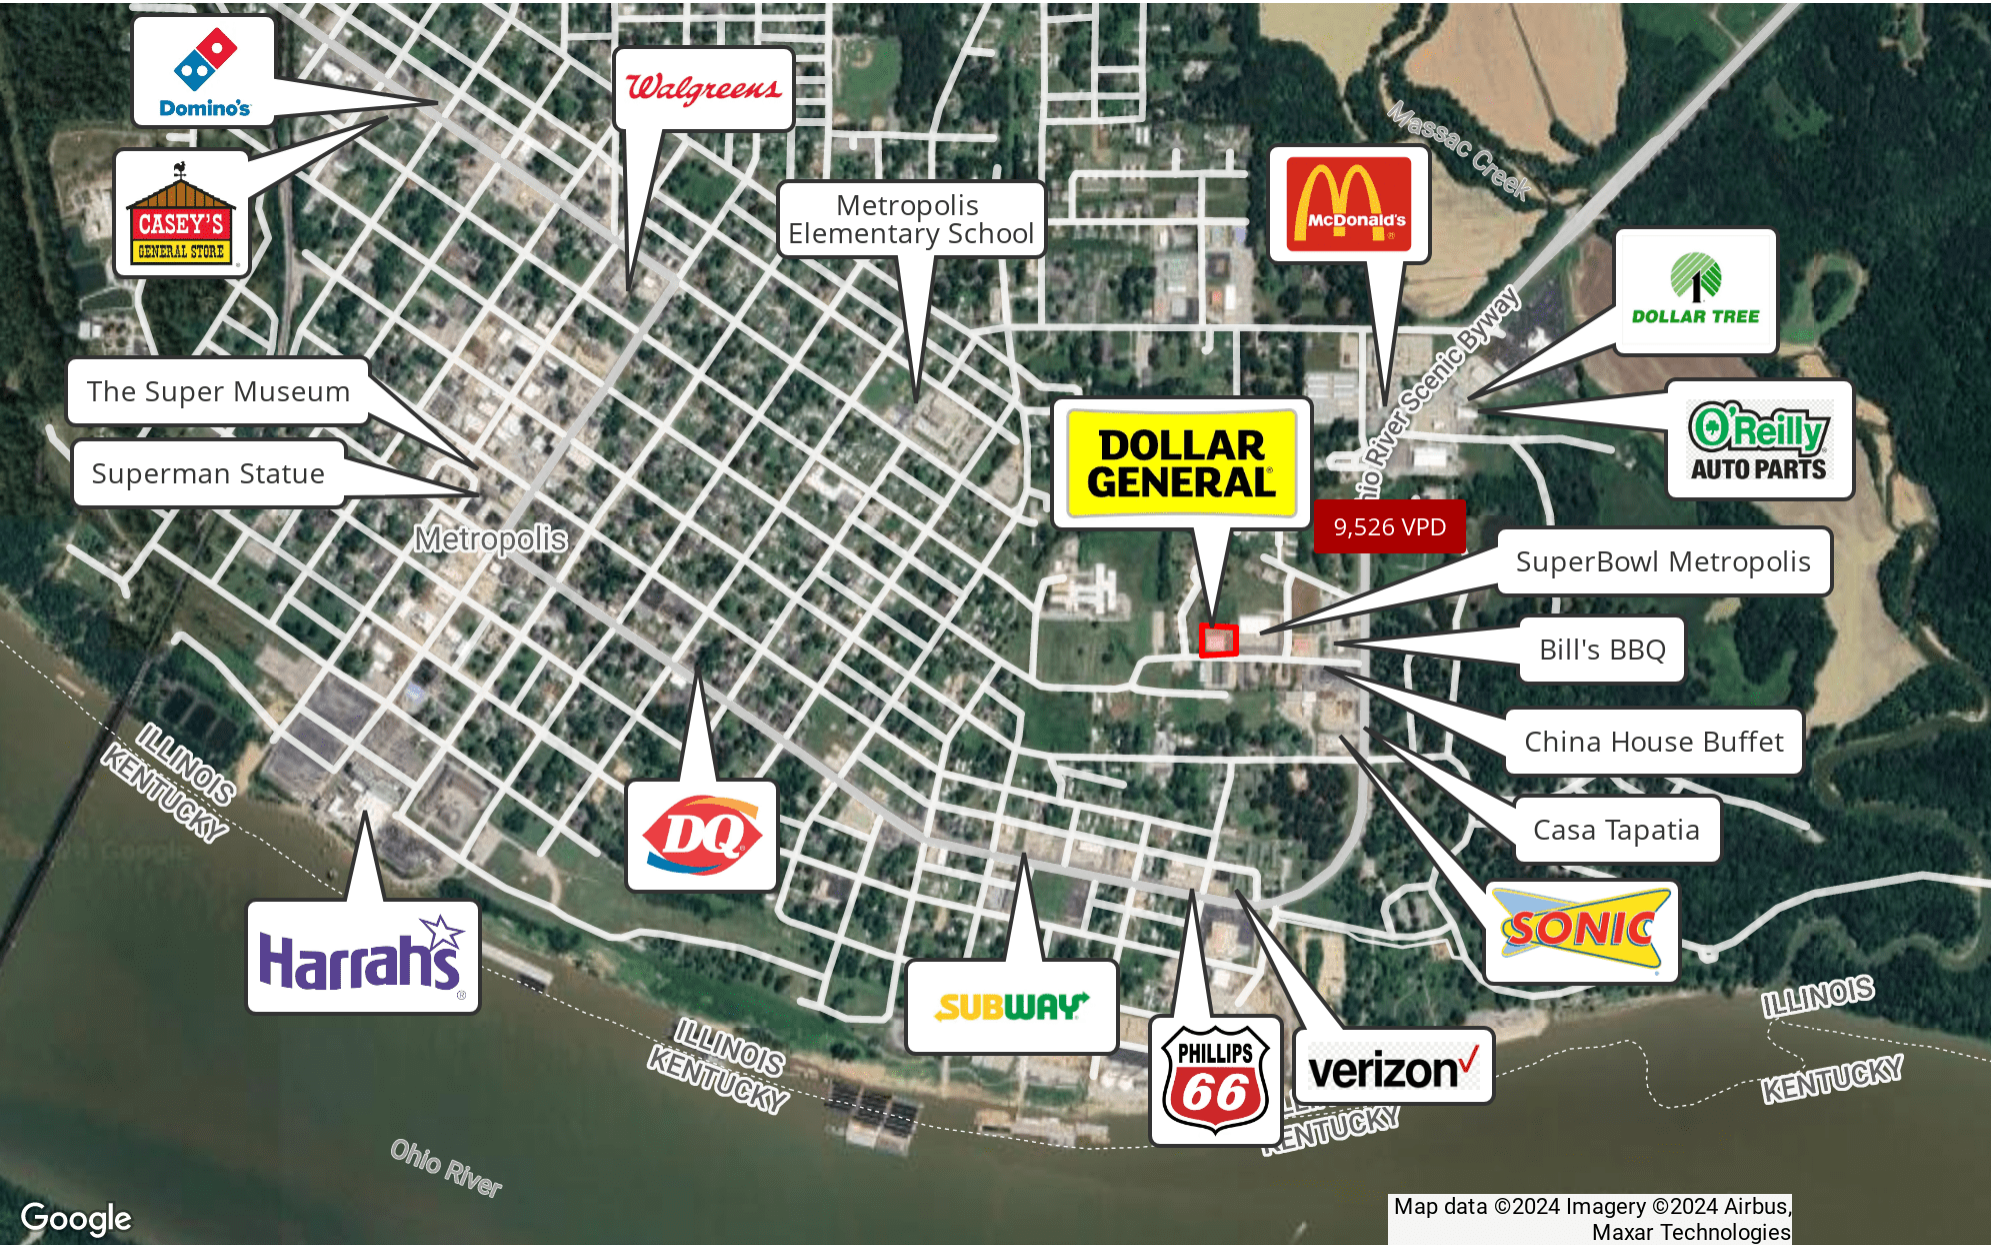 Domino's
Walgreens
CASEY'S
GENERAL STORE
Metropolis
Elementary School
McDonald's
Massac Creek
DOLLAR TREE
Ohio River Scenic Byway
The Super Museum
Superman Statue
DOLLAR
GENERAL
O'Reilly
AUTO PARTS
Metropolis
9,526 VPD
SuperBowl Metropolis
Bill's BBQ
China House Buffet
Casa Tapatia
ILLINOIS
KENTUCKY
DQ
Harrah's
SONIC
SUBWAY
PHILLIPS
66
verizon
ILLINOIS
KENTUCKY
ILLINOIS
KENTUCKY
KENTUCKY
Ohio River
Google
Map data ©2024 Imagery ©2024 Airbus,
Maxar Technologies